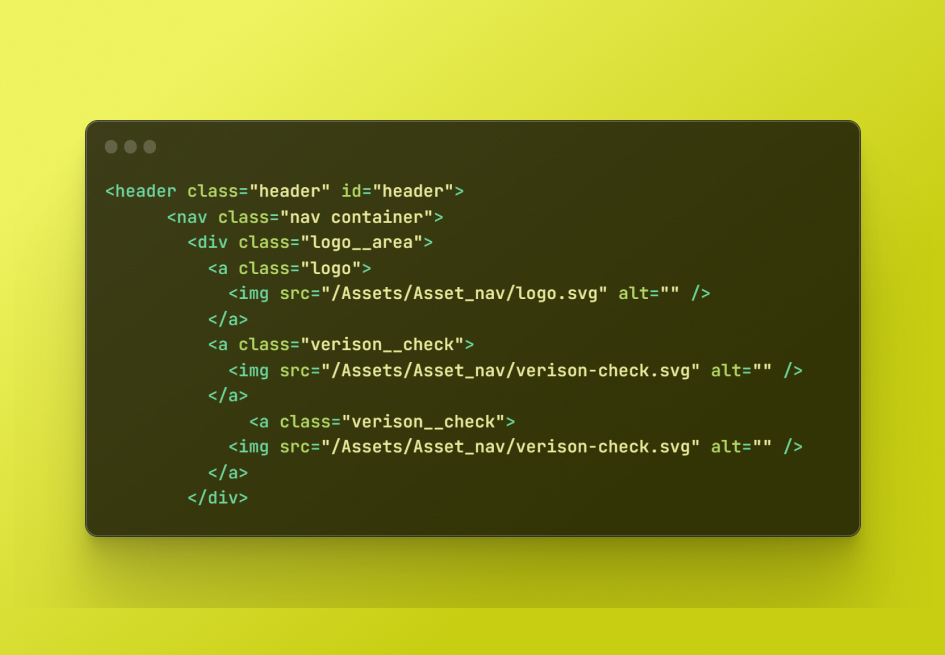 <header class="header" id="header">
<nav class="nav container">
<div class="logo__area">
<a class="logo">
<img src="/Assets/Asset_nav/logo.svg" alt="" />
</a>
<a class="verison__check">
<img src="/Assets/Asset_nav/verison-check.svg" alt="" />
</a>
<a class="verison__check">
<img src="/Assets/Asset_nav/verison-check.svg" alt="" />
</a>
</div>